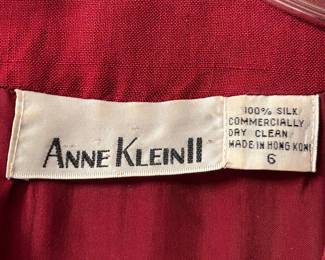 ANNE KLEIN II
100% SILK
COMMERCIALLY
DRY CLEAN
MADE IN HONG KONG
6